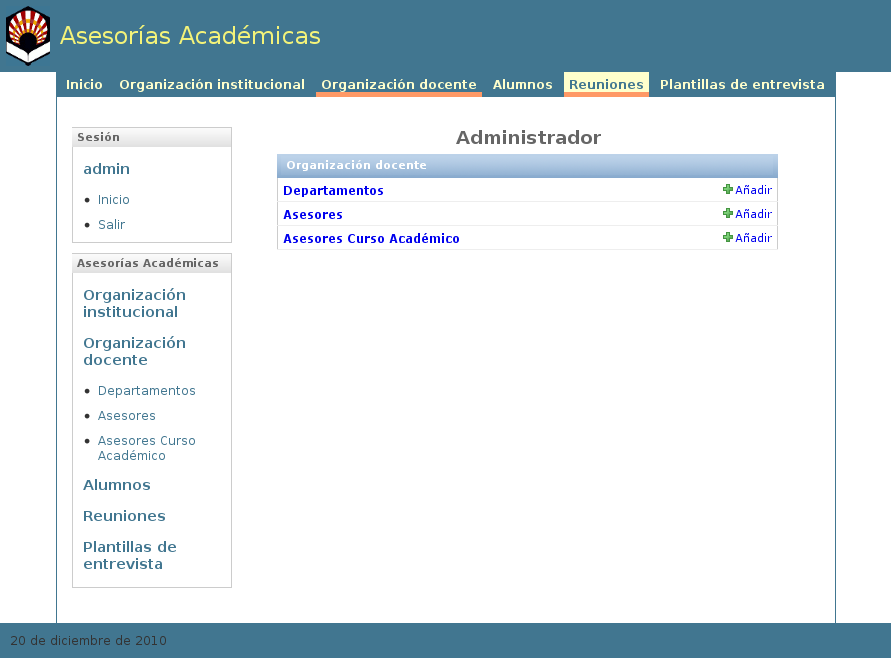 Asesorías Académicas
Inicio Organización institucional Organización docente Alumnos Reuniones Plantillas de entrevista
Sesión
admin
Inicio
Salir
Asesorías Académicas
Organización
institucional
Organización
docente
Departamentos
Asesores
Asesores Curso
Académico
Alumnos
Reuniones
Plantillas de
entrevista
Administrador
Organización docente
Departamentos Añadir
Asesores Añadir
Asesores Curso Académico Añadir
20 de diciembre de 2010